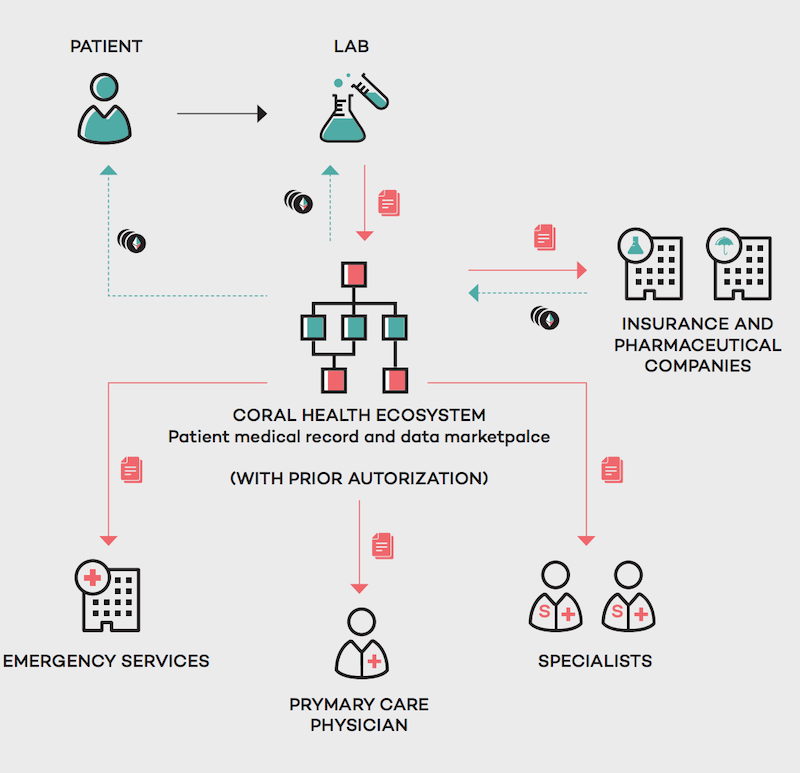 PATIENT
LAB
INSURANCE AND
PHARMACEUTICAL
COMPANIES
CORAL HEALTH ECOSYSTEM
Patient medical record and data marketpalce
(WITH PRIOR AUTORIZATION)
EMERGENCY SERVICES
S
S
SPECIALISTS
PRYMARY CARE
PHYSICIAN